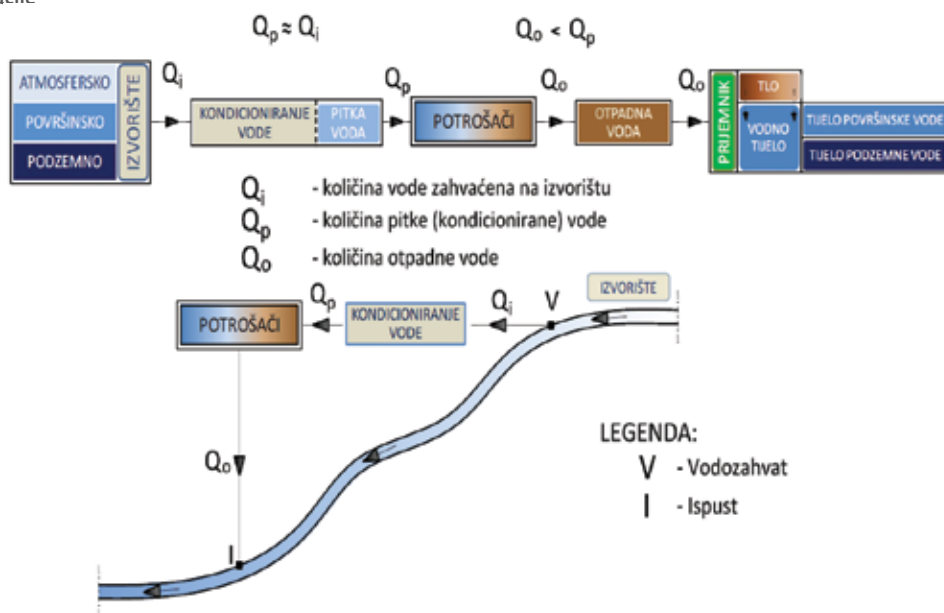 Qp ≈ Qi
Qo < Qp
ATMOSFERSKO
POVRŠINSKO
PODZEMNO
IZVORIŠTE
Qi
KONDICIONIRANJE
VODE
PITKA
VODA
Qp
POTROŠAČI
Qo
OTPADNA
VODA
Qo
PRIJEMNIK
TLO
VODNO
TIJELO
TIJELO POVRŠINSKE VODE
TIJELO PODZEMNE VODE
Qi - količina vode zahvaćena na izvorištu
Qp - količina pitke (kondicionirane) vode
Qo - količina otpadne vode
POTROŠAČI
Qp
KONDICIONIRANJE
VODE
Qi
V
IZVORIŠTE
Qo
I
LEGENDA:
V - Vodozahvat
I - Ispust